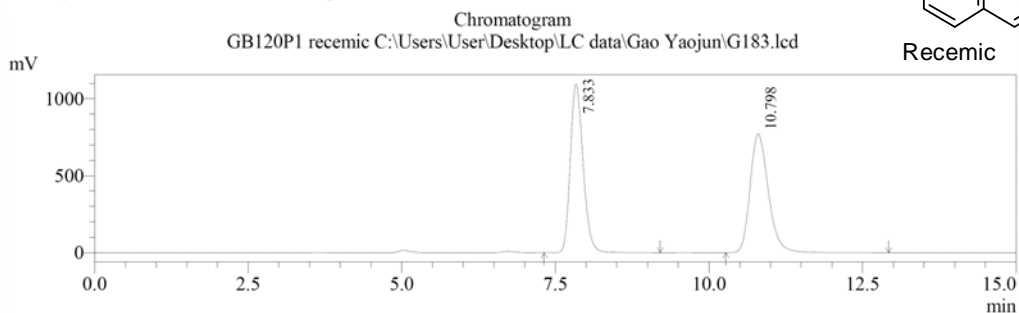 Chromatogram
GB120P1 recemic C:\Users\User\Desktop\LC data\Gao Yaojun\G183.lcd
Recemic
mV
1000
500
0
7.833
10.798
0.0 2.5 5.0 7.5 10.0 12.5 15.0
min